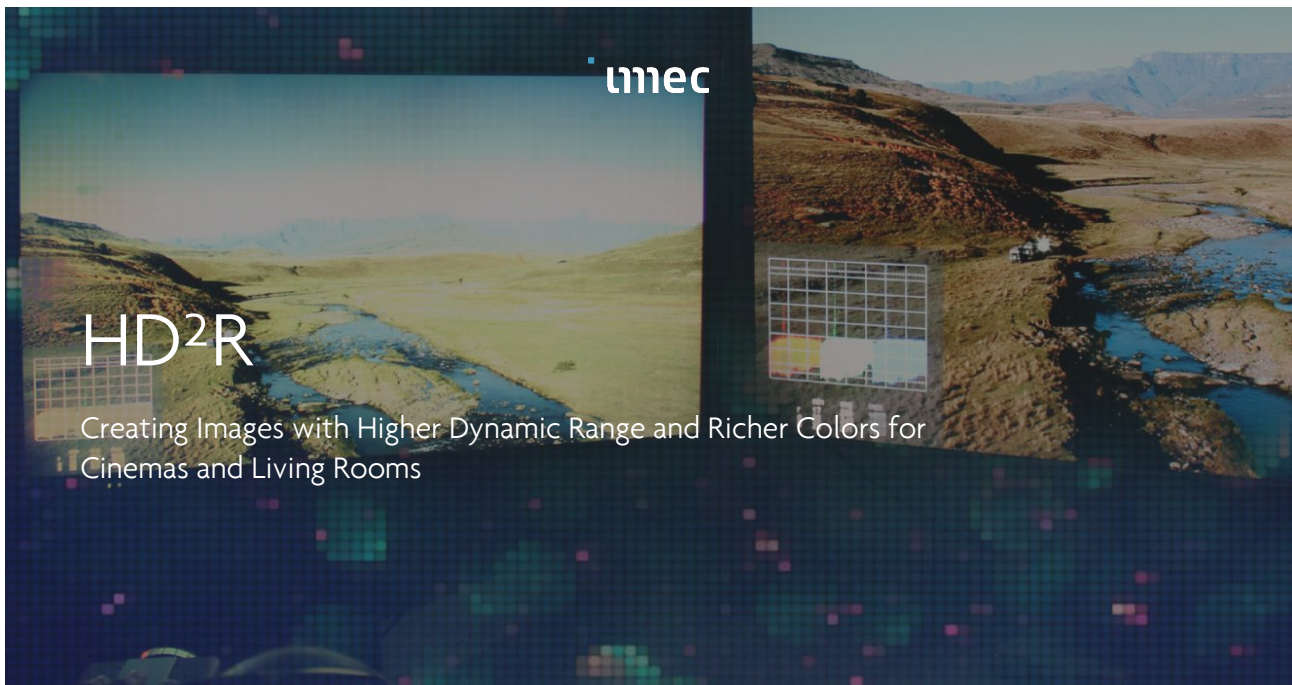 imec
HD²R
Creating Images with Higher Dynamic Range and Richer Colors for
Cinemas and Living Rooms